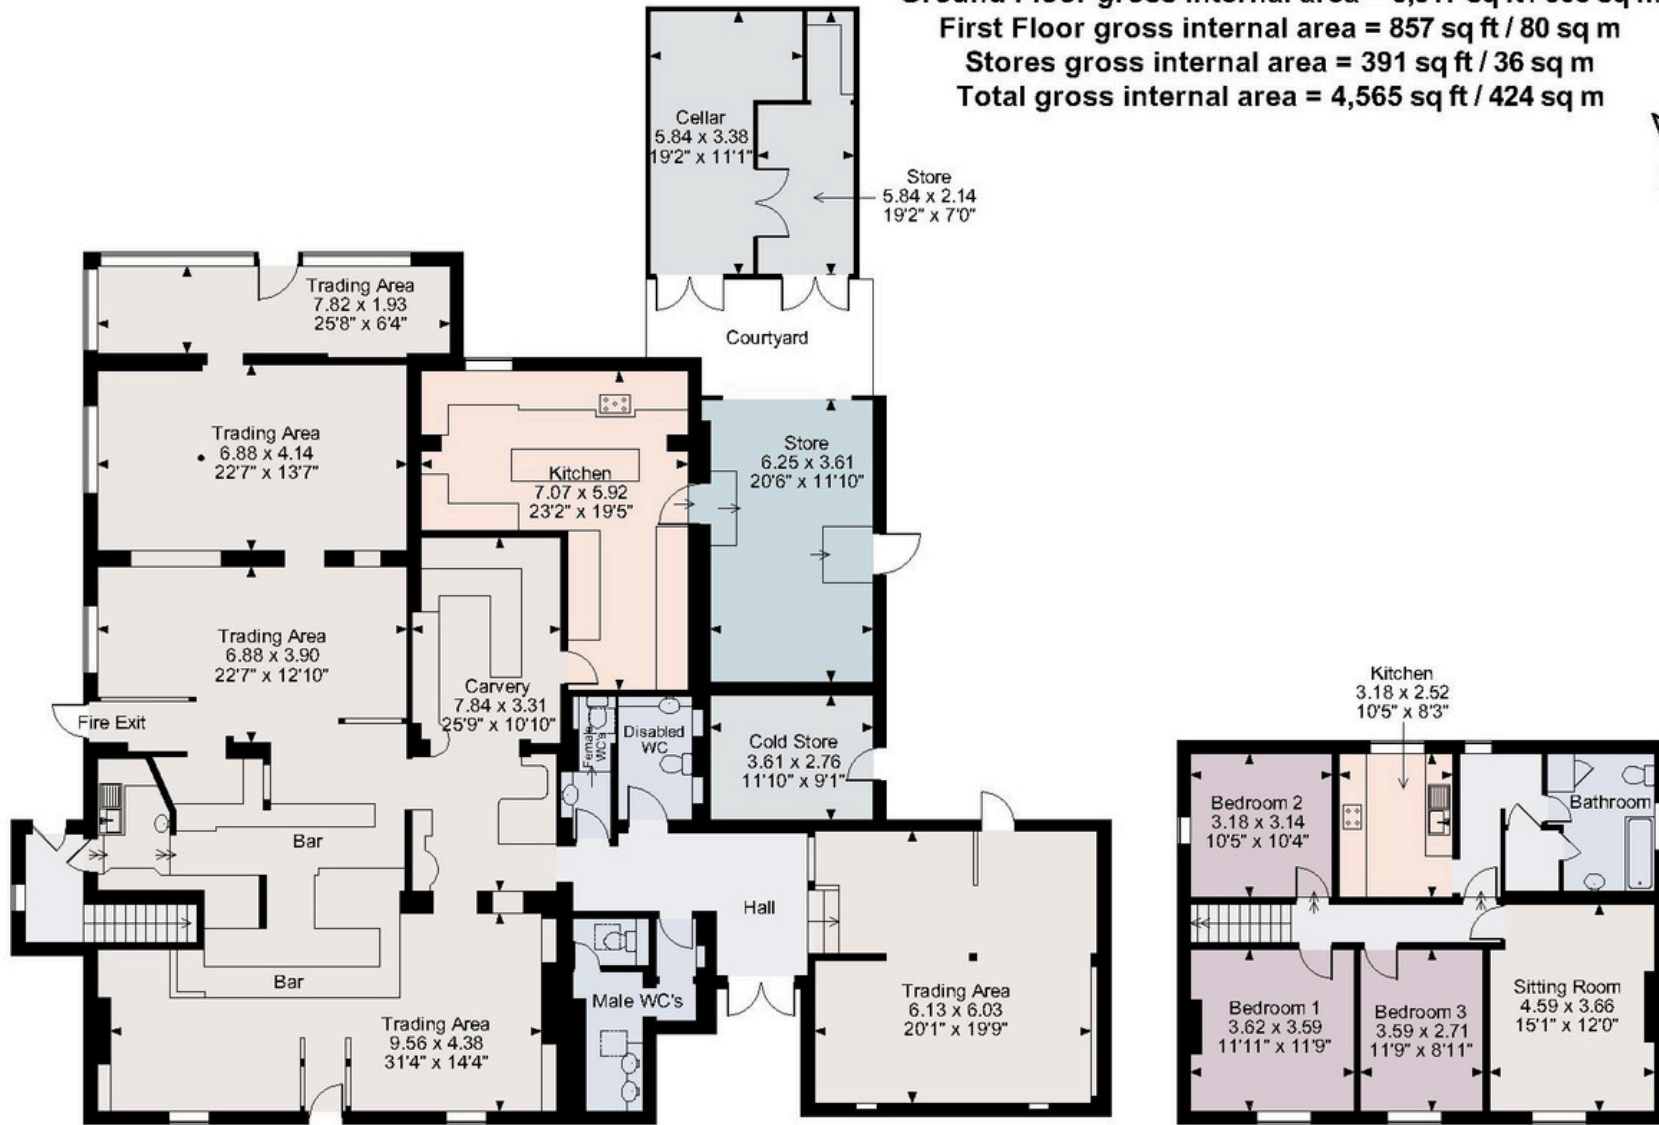 First Floor gross internal area = 857 sq ft / 80 sq m
Stores gross internal area = 391 sq ft / 36 sq m
Total gross internal area = 4,565 sq ft / 424 sq m
Cellar
5.84 x 3.38
19'2" x 11'1"
Store
5.84 x 2.14
19'2" x 7'0"
Courtyard
Trading Area
7.82 x 1.93
25'8" x 6'4"
Trading Area
6.88 x 4.14
22'7" x 13'7"
Kitchen
7.07 x 5.92
23'2" x 19'5"
Store
6.25 x 3.61
20'6" x 11'10"
Trading Area
6.88 x 3.90
22'7" x 12'10"
Carvery
7.84 x 3.31
25'9" x 10'10"
Fire Exit
Female
WC's
Disabled
WC
Cold Store
3.61 x 2.76
11'10" x 9'1"
Bar
Hall
Bar
Male WC's
Trading Area
9.56 x 4.38
31'4" x 14'4"
Trading Area
6.13 x 6.03
20'1" x 19'9"
Kitchen
3.18 x 2.52
10'5" x 8'3"
Bedroom 2
3.18 x 3.14
10'5" x 10'4"
Bathroom
Bedroom 1
3.62 x 3.59
11'11" x 11'9"
Bedroom 3
3.59 x 2.71
11'9" x 8'11"
Sitting Room
4.59 x 3.66
15'1" x 12'0"